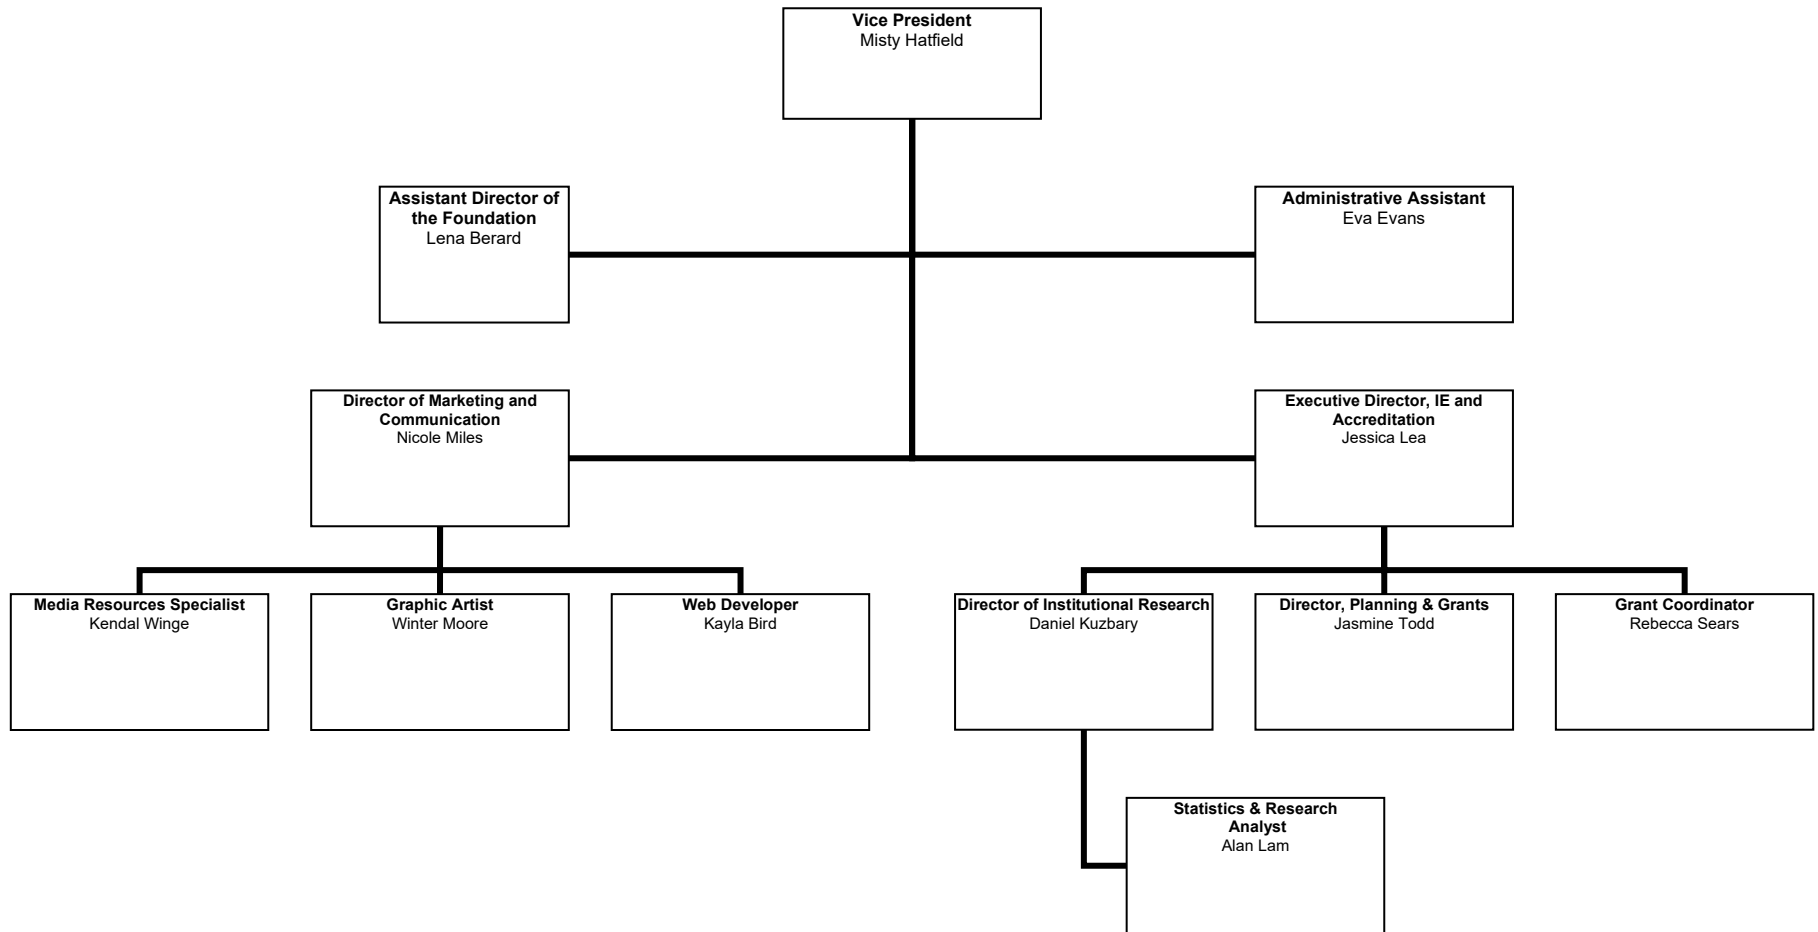 Vice President
Misty Hatfield
Assistant Director of
the Foundation
Lena Berard
Administrative Assistant
Eva Evans
Director of Marketing and
Communication
Nicole Miles
Executive Director, IE and
Accreditation
Jessica Lea
Media Resources Specialist
Kendal Winge
Graphic Artist
Winter Moore
Web Developer
Kayla Bird
Director of Institutional Research
Daniel Kuzbary
Director, Planning & Grants
Jasmine Todd
Grant Coordinator
Rebecca Sears
Statistics & Research
Analyst
Alan Lam